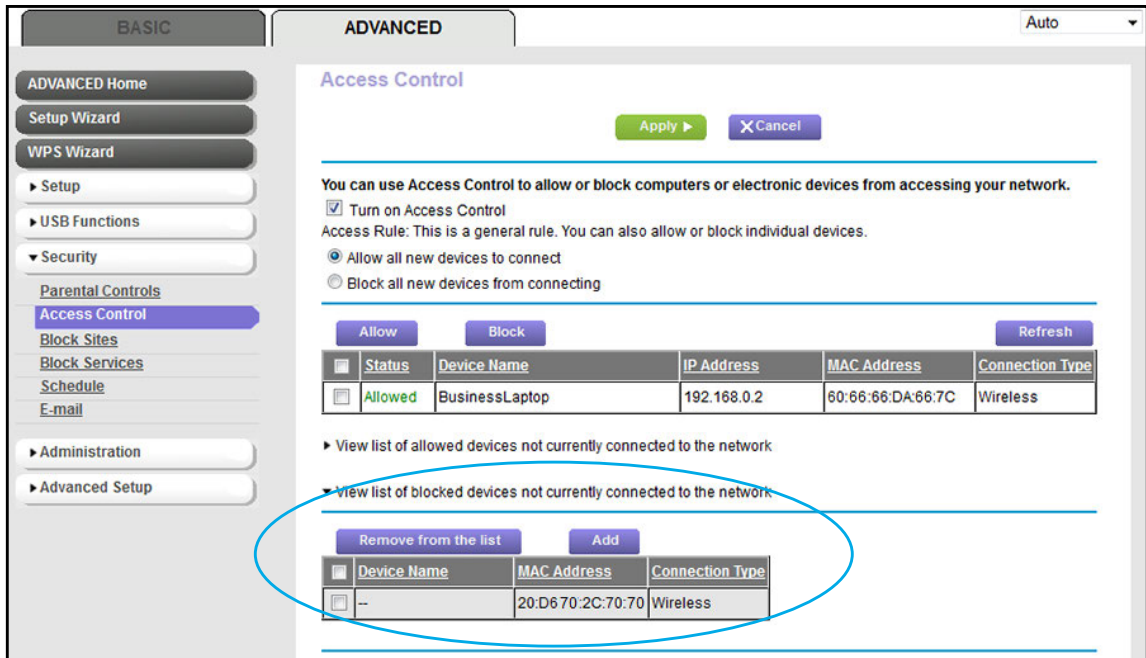 BASIC
ADVANCED
Auto
ADVANCED Home
Setup Wizard
WPS Wizard
Setup
USB Functions
Security
Parental Controls
Access Control
Block Sites
Block Services
Schedule
E-mail
Administration
Advanced Setup
Access Control
Apply
X Cancel
You can use Access Control to allow or block computers or electronic devices from accessing your network.
Turn on Access Control
Access Rule: This is a general rule. You can also allow or block individual devices.
Allow all new devices to connect
Block all new devices from connecting
Allow Block Refresh
Status Device Name IP Address MAC Address Connection Type
Allowed BusinessLaptop 192.168.0.2 60:66:66:DA:66:7C Wireless
View list of allowed devices not currently connected to the network
View list of blocked devices not currently connected to the network
Remove from the list Add
Device Name MAC Address Connection Type
-- 20:D670:2C:70:70 Wireless